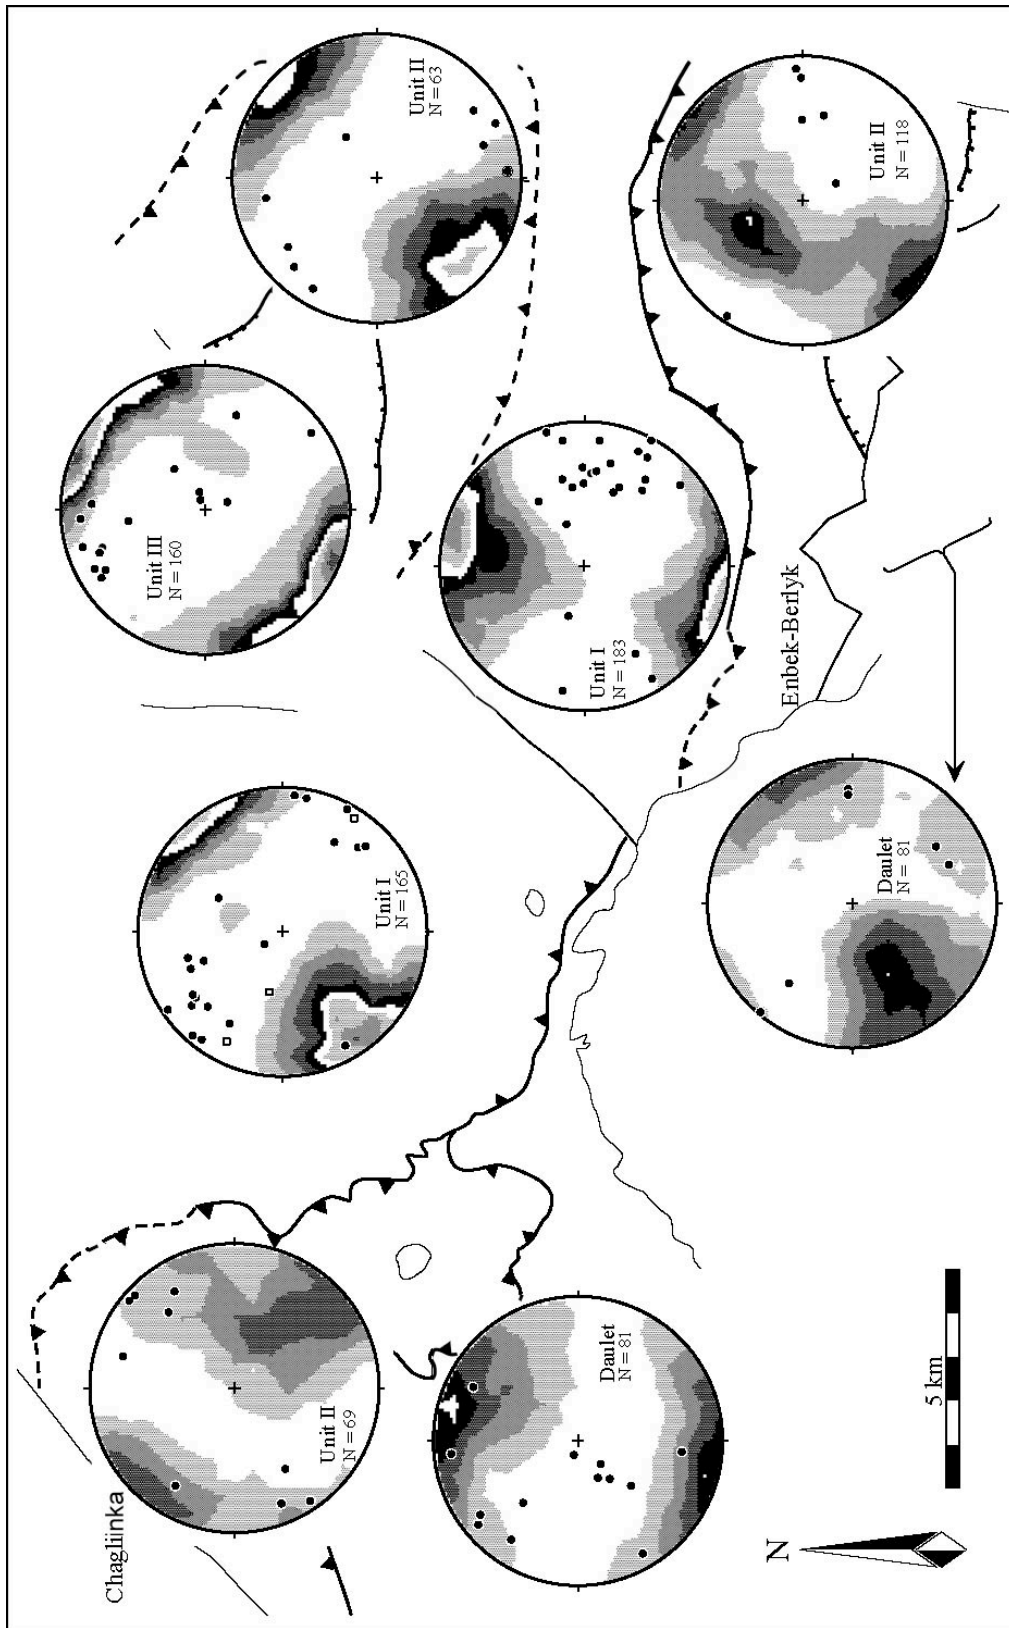 Chagliinka
Unit III
N = 160
Unit II
N = 69
Unit I
N = 165
Unit II
N = 63
Unit I
N = 183
Daulet
N = 81
N
Enbek-Berlyk
Unit II
N = 118
Daulet
N = 81
5 km